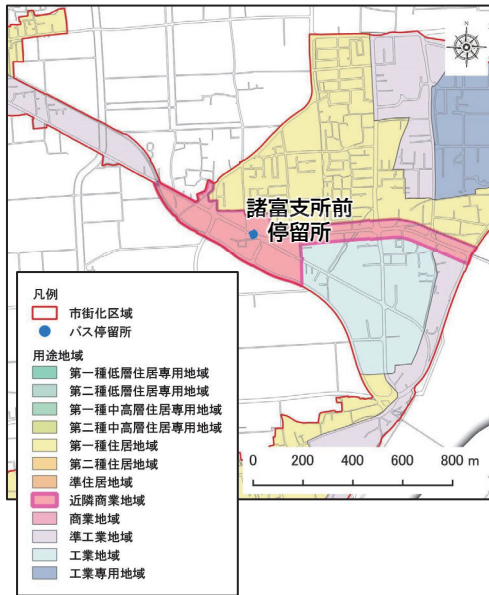 N
諸富支所前
停留所
凡例
市街化区域
バス停留所
用途地域
第一種低層住居専用地域
第二種低層住居専用地域
第一種中高層住居専用地域
第二種中高層住居専用地域
第一種住居地域
第二種住居地域
準住居地域
近隣商業地域
商業地域
準工業地域
工業地域
工業専用地域
0 200 400 600 800 m